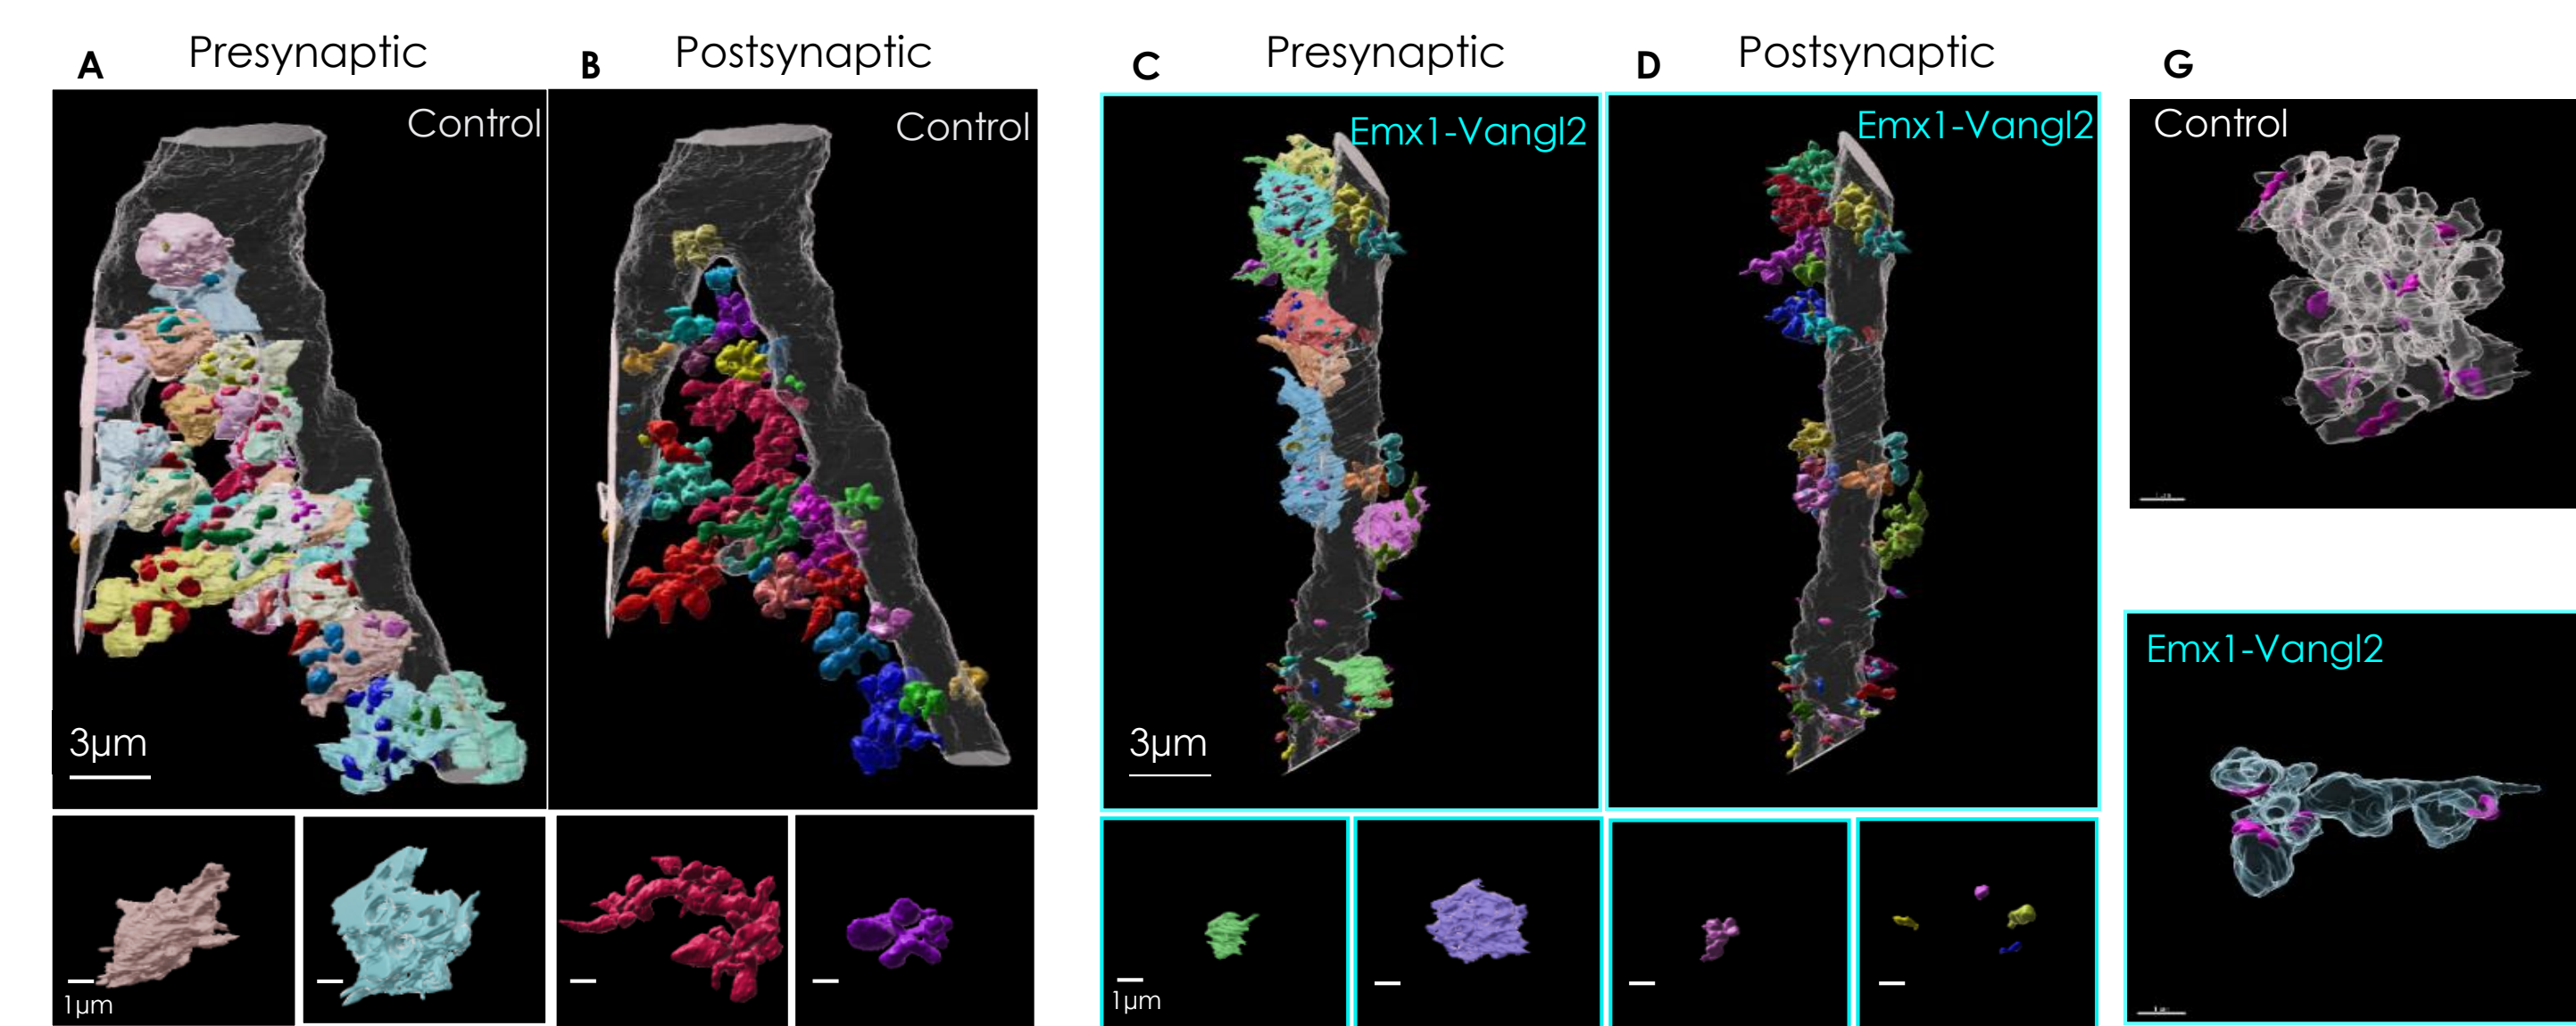 A Presynaptic
B Postsynaptic
C Presynaptic
D Postsynaptic
G
Control
Control
Emx1-Vangl2
Emx1-Vangl2
Control
3µm
3µm
Emx1-Vangl2
1µm
1µm